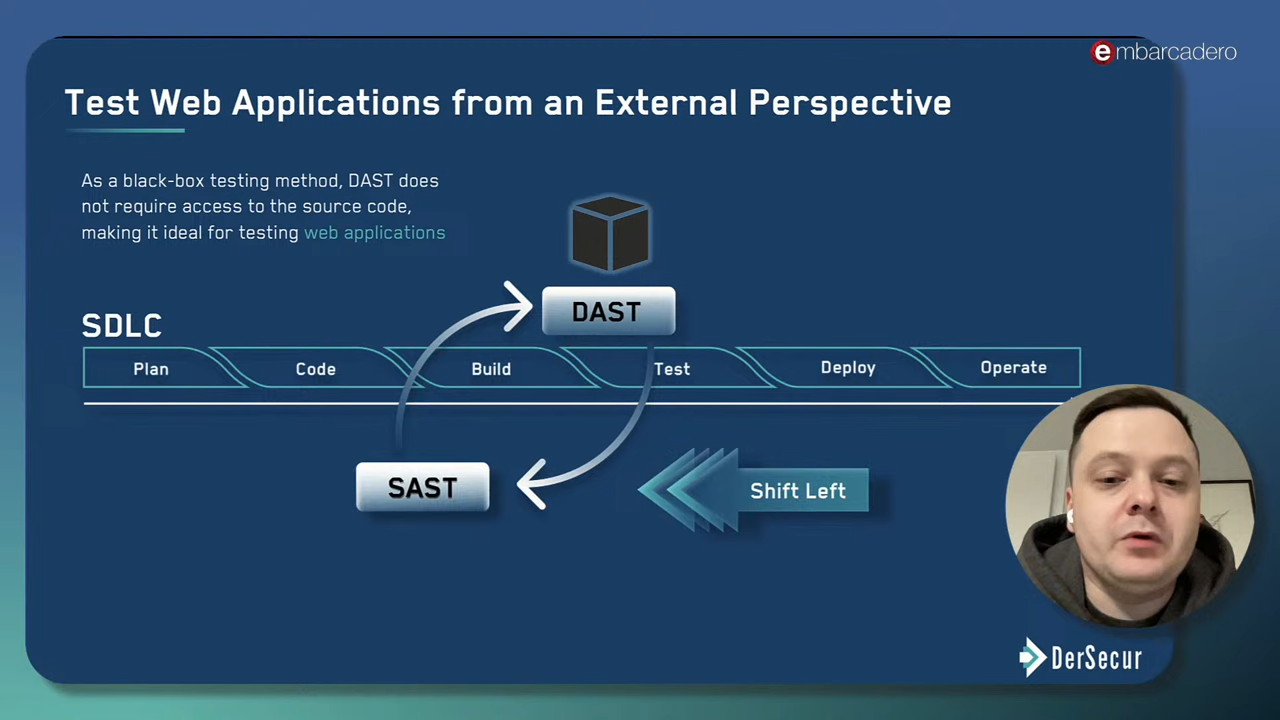 embarcadero
Test Web Applications from an External Perspective
As a black-box testing method, DAST does
not require access to the source code,
making it ideal for testing web applications
DAST
SDLC
Plan
Code
Build
Test
Deploy
Operate
SAST
Shift Left
DerSecur